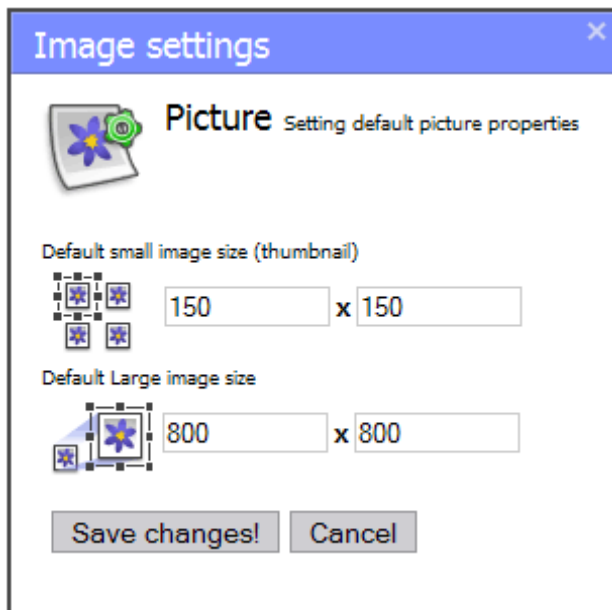 Image settings
Picture Setting default picture properties
Default small image size (thumbnail)
150 x 150
Default Large image size
800 x 800
Save changes! Cancel